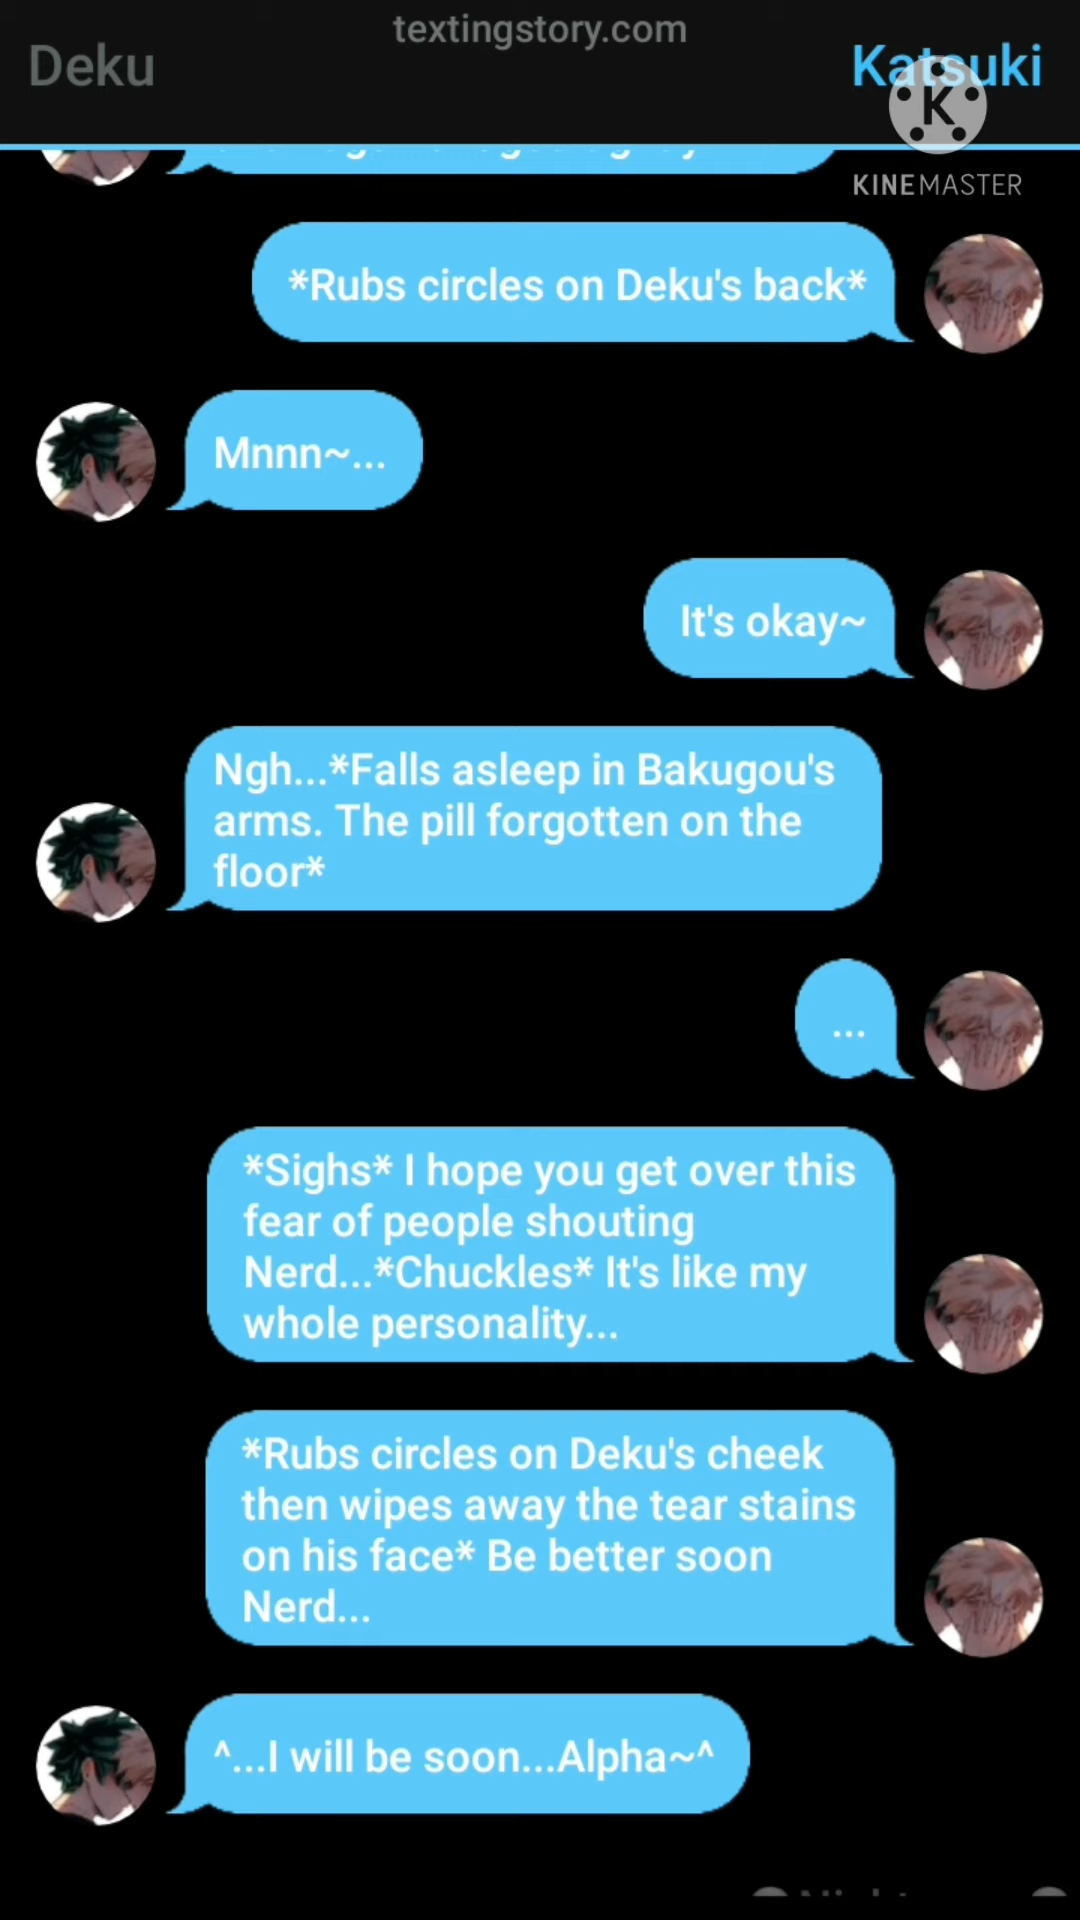 textingstory.com
Deku
Katsuki
K
KINEMASTER
*Rubs circles on Deku's back*
Mnnn~...
It's okay~
Ngh...*Falls asleep in Bakugou's
arms. The pill forgotten on the
floor*
...
*Sighs* I hope you get over this
fear of people shouting
Nerd...*Chuckles* It's like my
whole personality...
*Rubs circles on Deku's cheek
then wipes away the tear stains
on his face* Be better soon
Nerd...
^...I will be soon...Alpha~^